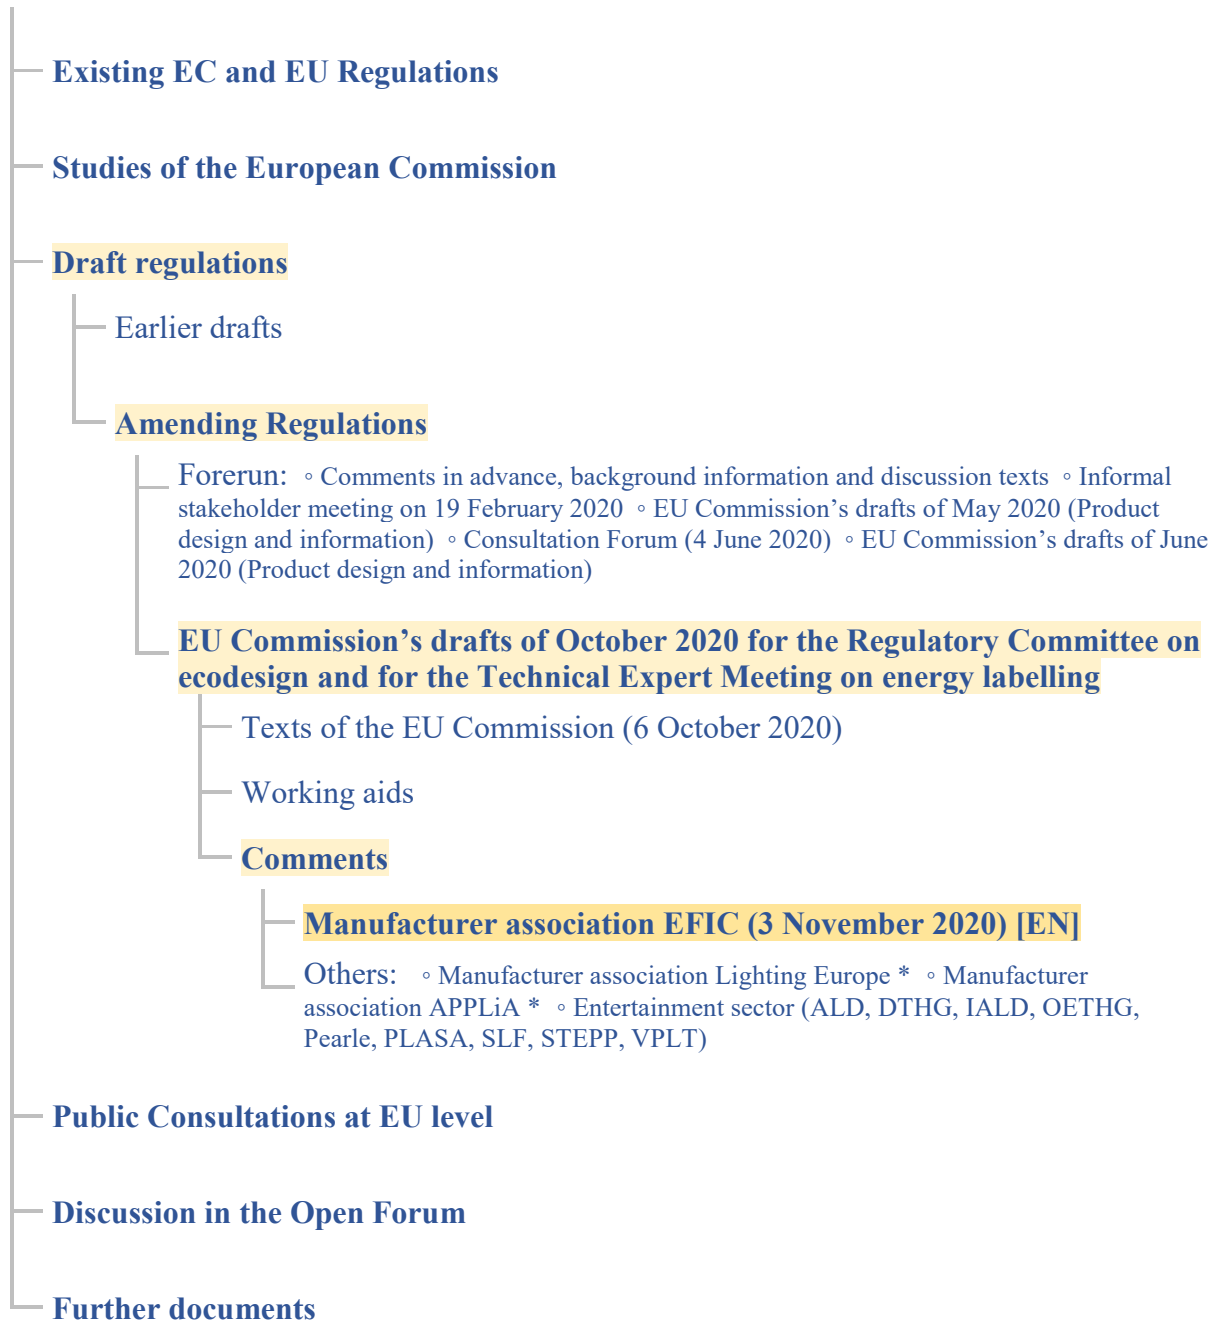 Existing EC and EU Regulations
Studies of the European Commission
Draft regulations
Earlier drafts
Amending Regulations
Forerun: ◦ Comments in advance, background information and discussion texts ◦ Informal
stakeholder meeting on 19 February 2020 ◦ EU Commission’s drafts of May 2020 (Product
design and information) ◦ Consultation Forum (4 June 2020) ◦ EU Commission’s drafts of June
2020 (Product design and information)
EU Commission’s drafts of October 2020 for the Regulatory Committee on
ecodesign and for the Technical Expert Meeting on energy labelling
Texts of the EU Commission (6 October 2020)
Working aids
Comments
Manufacturer association EFIC (3 November 2020) [EN]
Others: ◦ Manufacturer association Lighting Europe * ◦ Manufacturer
association APPLiA * ◦ Entertainment sector (ALD, DTHG, IALD, OETHG,
Pearle, PLASA, SLF, STEPP, VPLT)
Public Consultations at EU level
Discussion in the Open Forum
Further documents